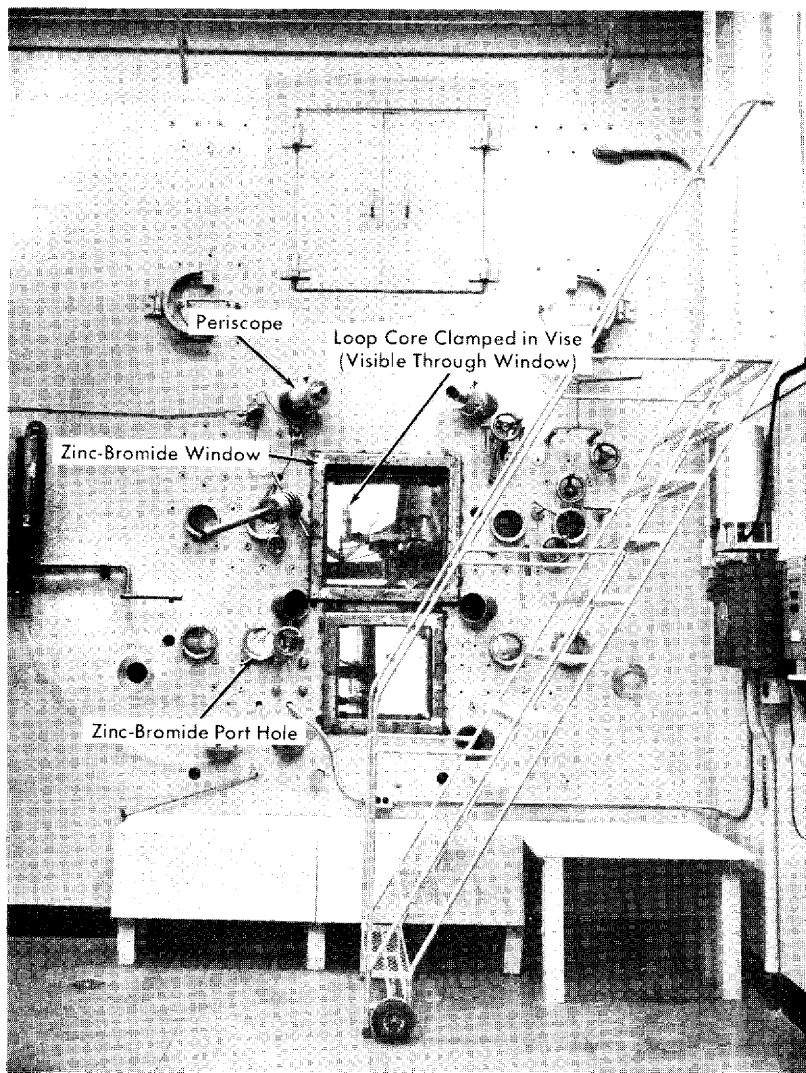 Periscope
Loop Core Clamped in Vise
(Visible Through Window)
Zinc-Bromide Window
Zinc-Bromide Port Hole